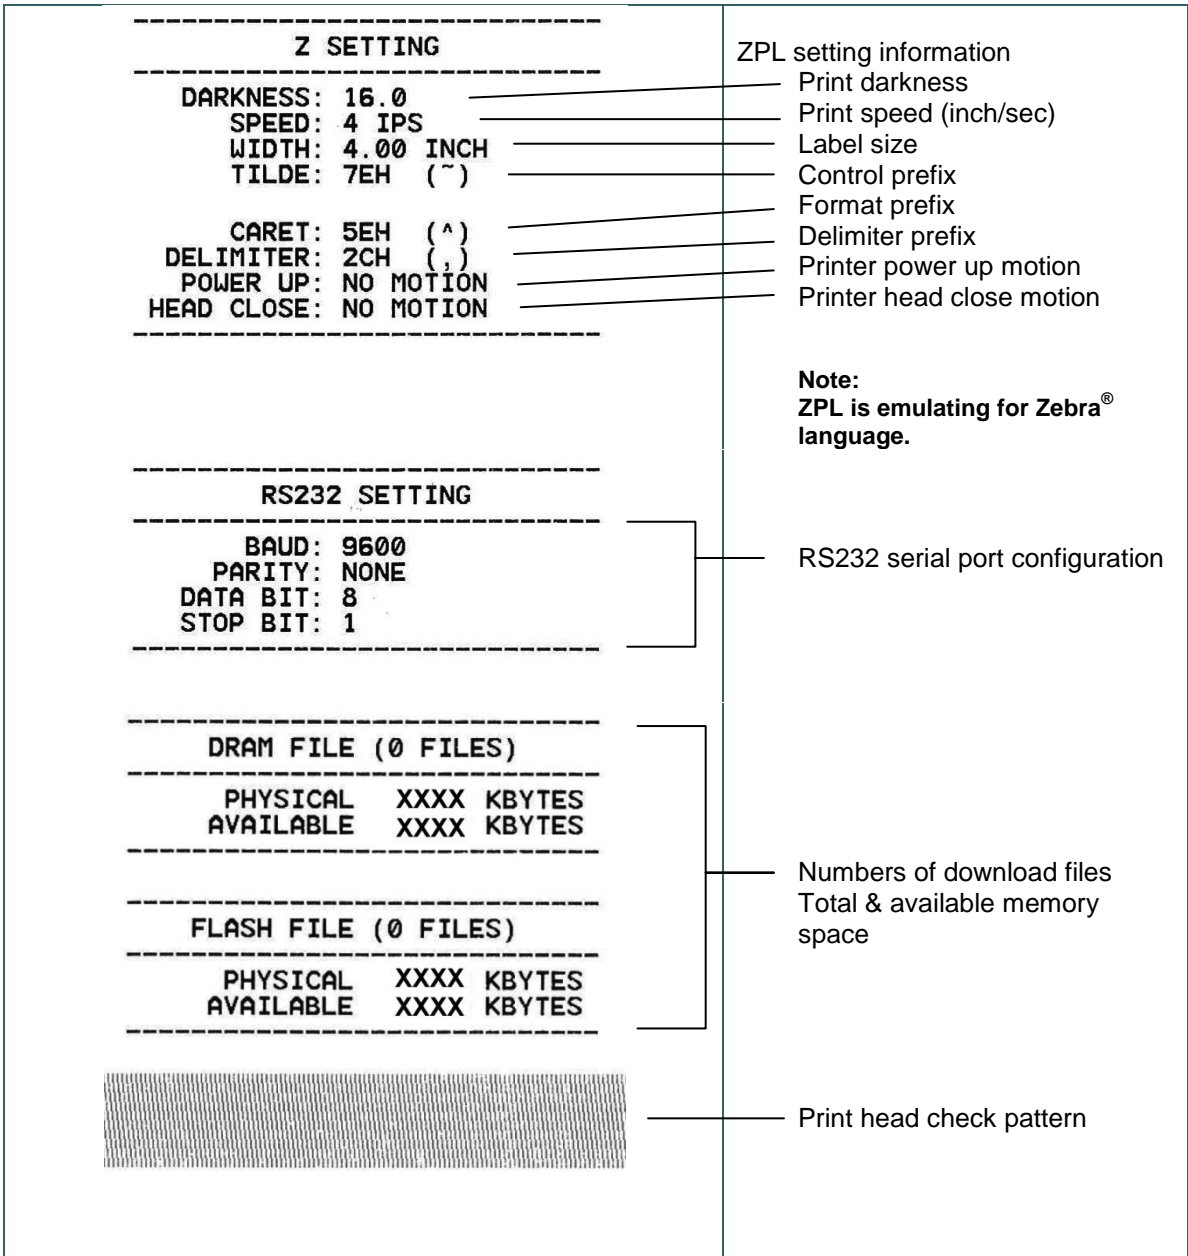 Z SETTING
DARKNESS: 16.0
SPEED: 4 IPS
WIDTH: 4.00 INCH
TILDE: 7EH (~)
CARET: 5EH (^)
DELIMITER: 2CH (,)
POWER UP: NO MOTION
HEAD CLOSE: NO MOTION
ZPL setting information
Print darkness
Print speed (inch/sec)
Label size
Control prefix
Format prefix
Delimiter prefix
Printer power up motion
Printer head close motion
Note:
ZPL is emulating for Zebra®
language.
RS232 SETTING
BAUD: 9600
PARITY: NONE
DATA BIT: 8
STOP BIT: 1
RS232 serial port configuration
DRAM FILE (0 FILES)
PHYSICAL XXXX KBYTES
AVAILABLE XXXX KBYTES
FLASH FILE (0 FILES)
PHYSICAL XXXX KBYTES
AVAILABLE XXXX KBYTES
Numbers of download files
Total & available memory
space
Print head check pattern